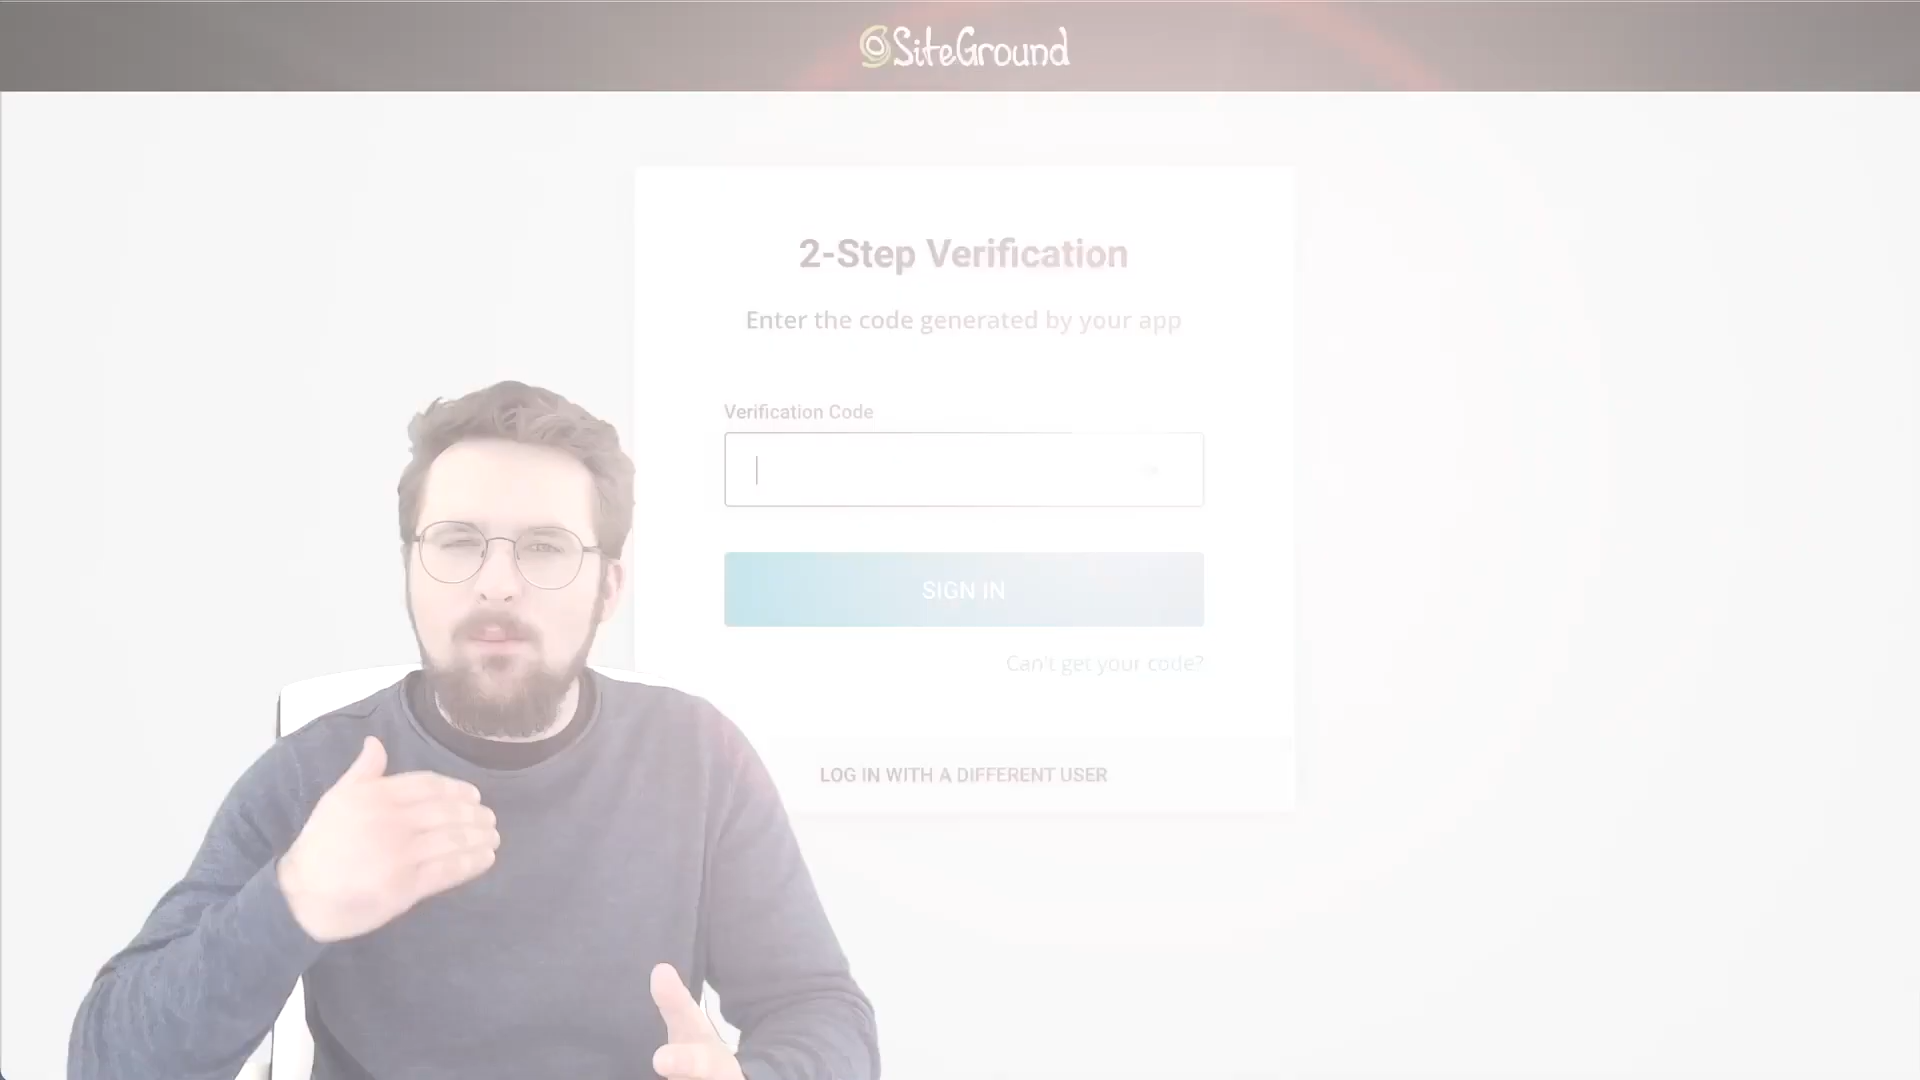 SiteGround
2-Step Verification
Enter the code generated by your app
Verification Code
SIGN IN
Can't get your code?
LOG IN WITH A DIFFERENT USER